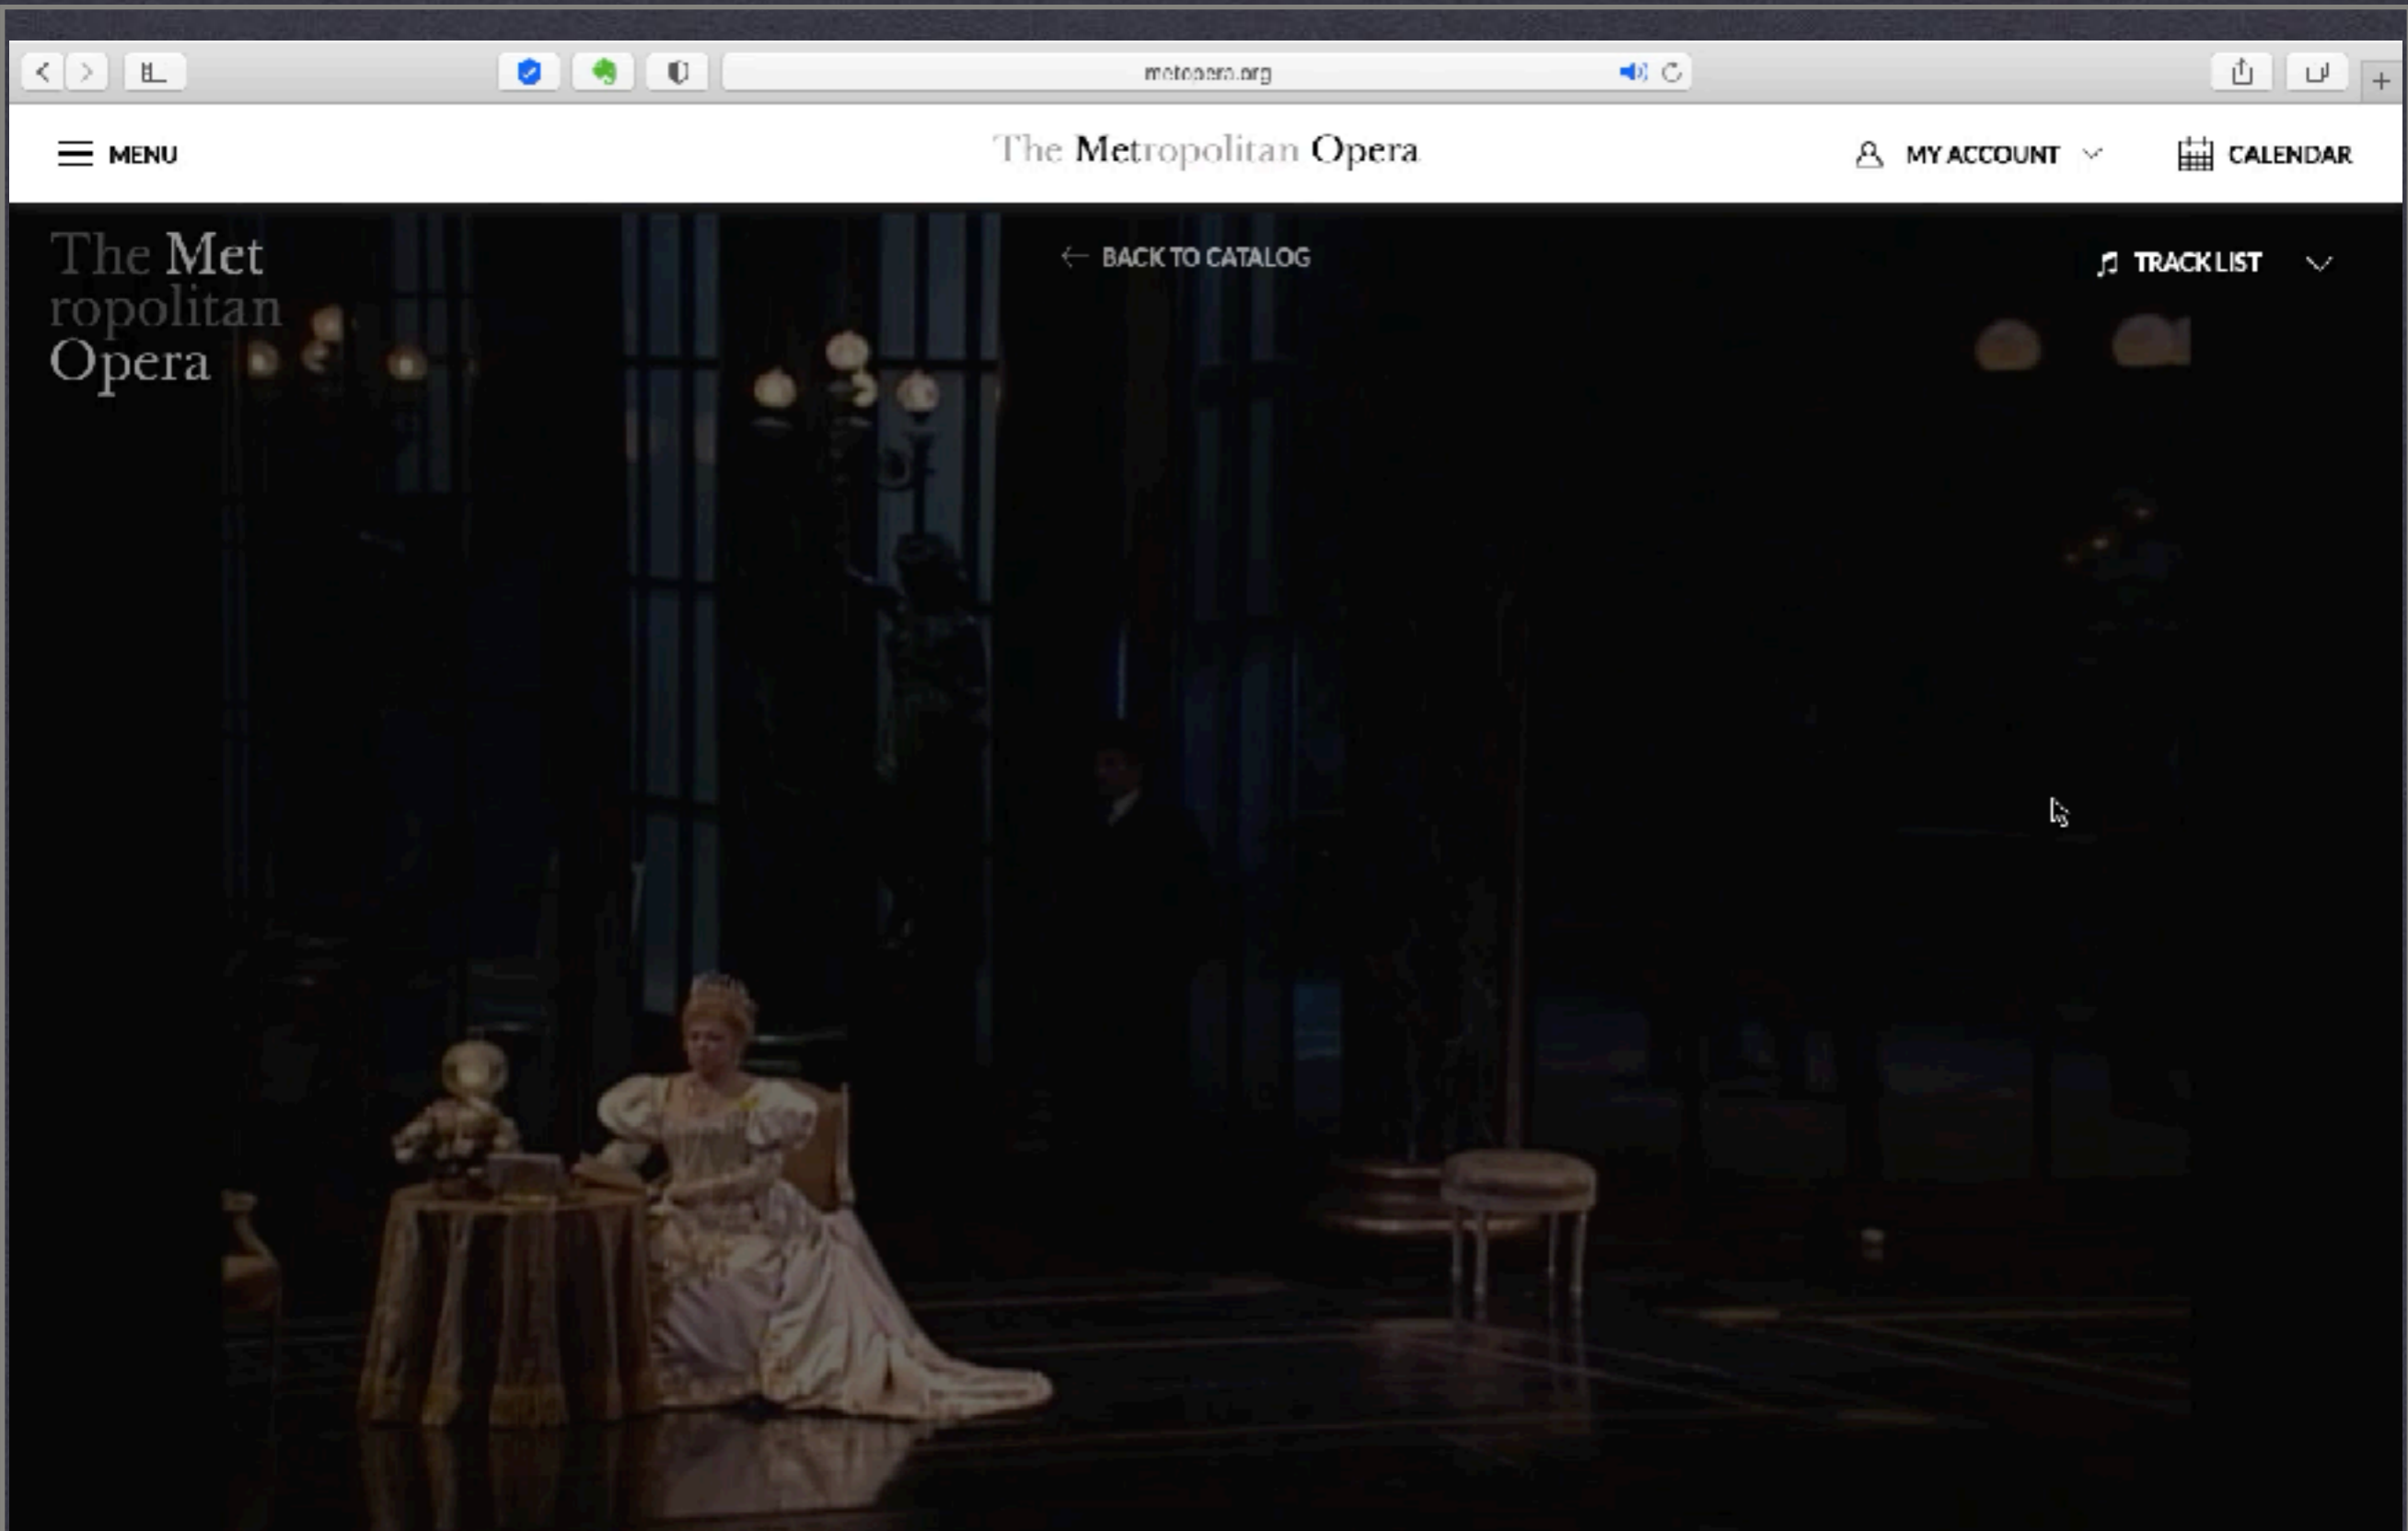 metopera.org
MENU
The Metropolitan Opera
MY ACCOUNT
CALENDAR
The Met
ropolitan
Opera
BACK TO CATALOG
TRACK LIST